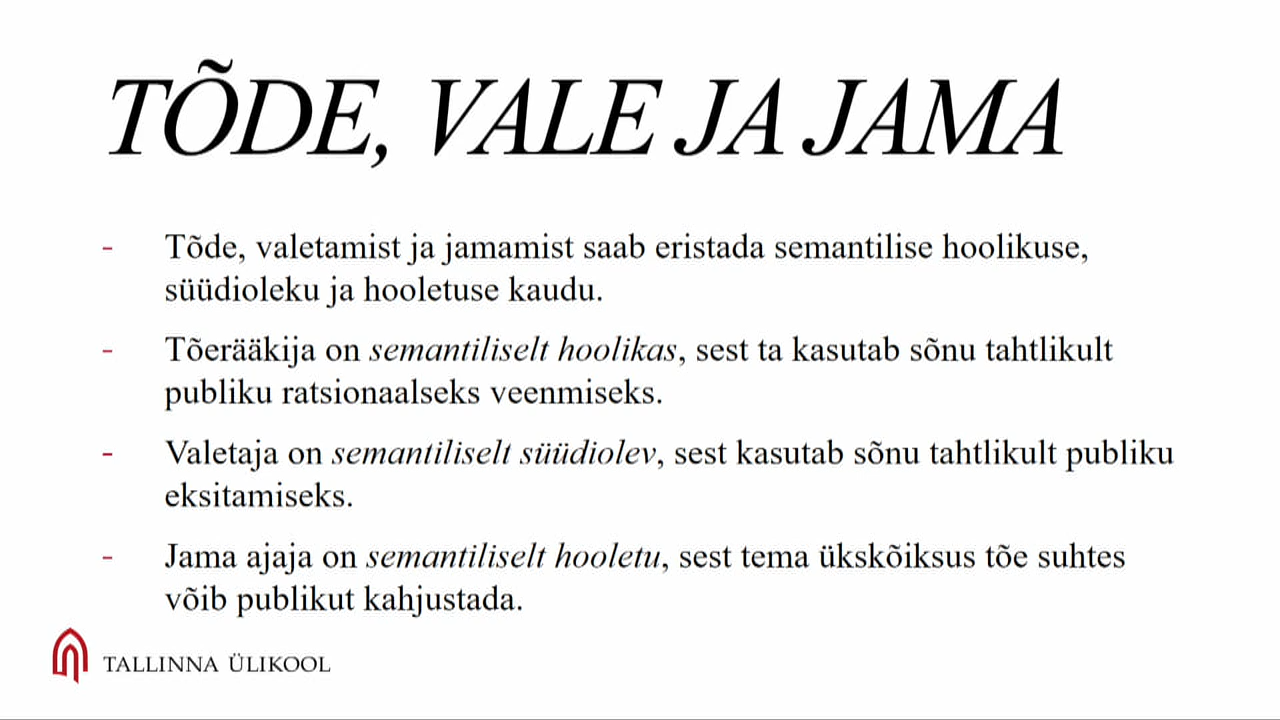 TÕDE, VALE JA JAMA
- Tõde, valetamist ja jamamist saab eristada semantilise hoolikuse,
süüdioleku ja hooletuse kaudu.
- Tõerääkija on semantiliselt hoolikas, sest ta kasutab sõnu tahtlikult
publiku ratsionaalseks veenmiseks.
- Valetaja on semantiliselt süüdiolev, sest kasutab sõnu tahtlikult publiku
eksitamiseks.
- Jama ajaja on semantiliselt hooletu, sest tema ükskõiksus tõe suhtes
võib publikut kahjustada.
TALLINNA ÜLIKOOL